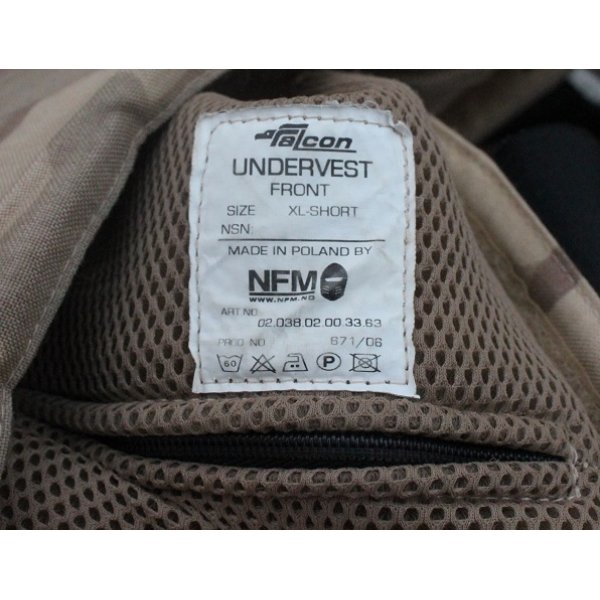 Falcon
UNDERVEST
FRONT
SIZE XL-SHORT
NSN:
MADE IN POLAND BY
NFM
WWW.NFM.NO
ART.NO.
02.038.02.00.33.63
PROD.NO 671/06
60 P